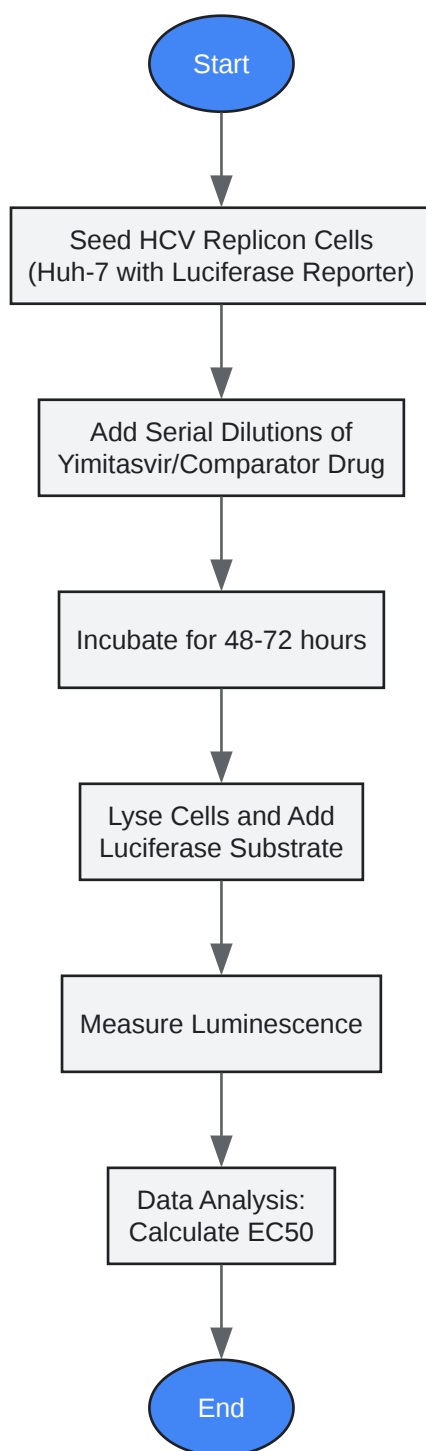 Start
Seed HCV Replicon Cells
(Huh-7 with Luciferase Reporter)
Add Serial Dilutions of
Yimitasvir/Comparator Drug
Incubate for 48-72 hours
Lyse Cells and Add
Luciferase Substrate
Measure Luminescence
Data Analysis:
Calculate EC50
End